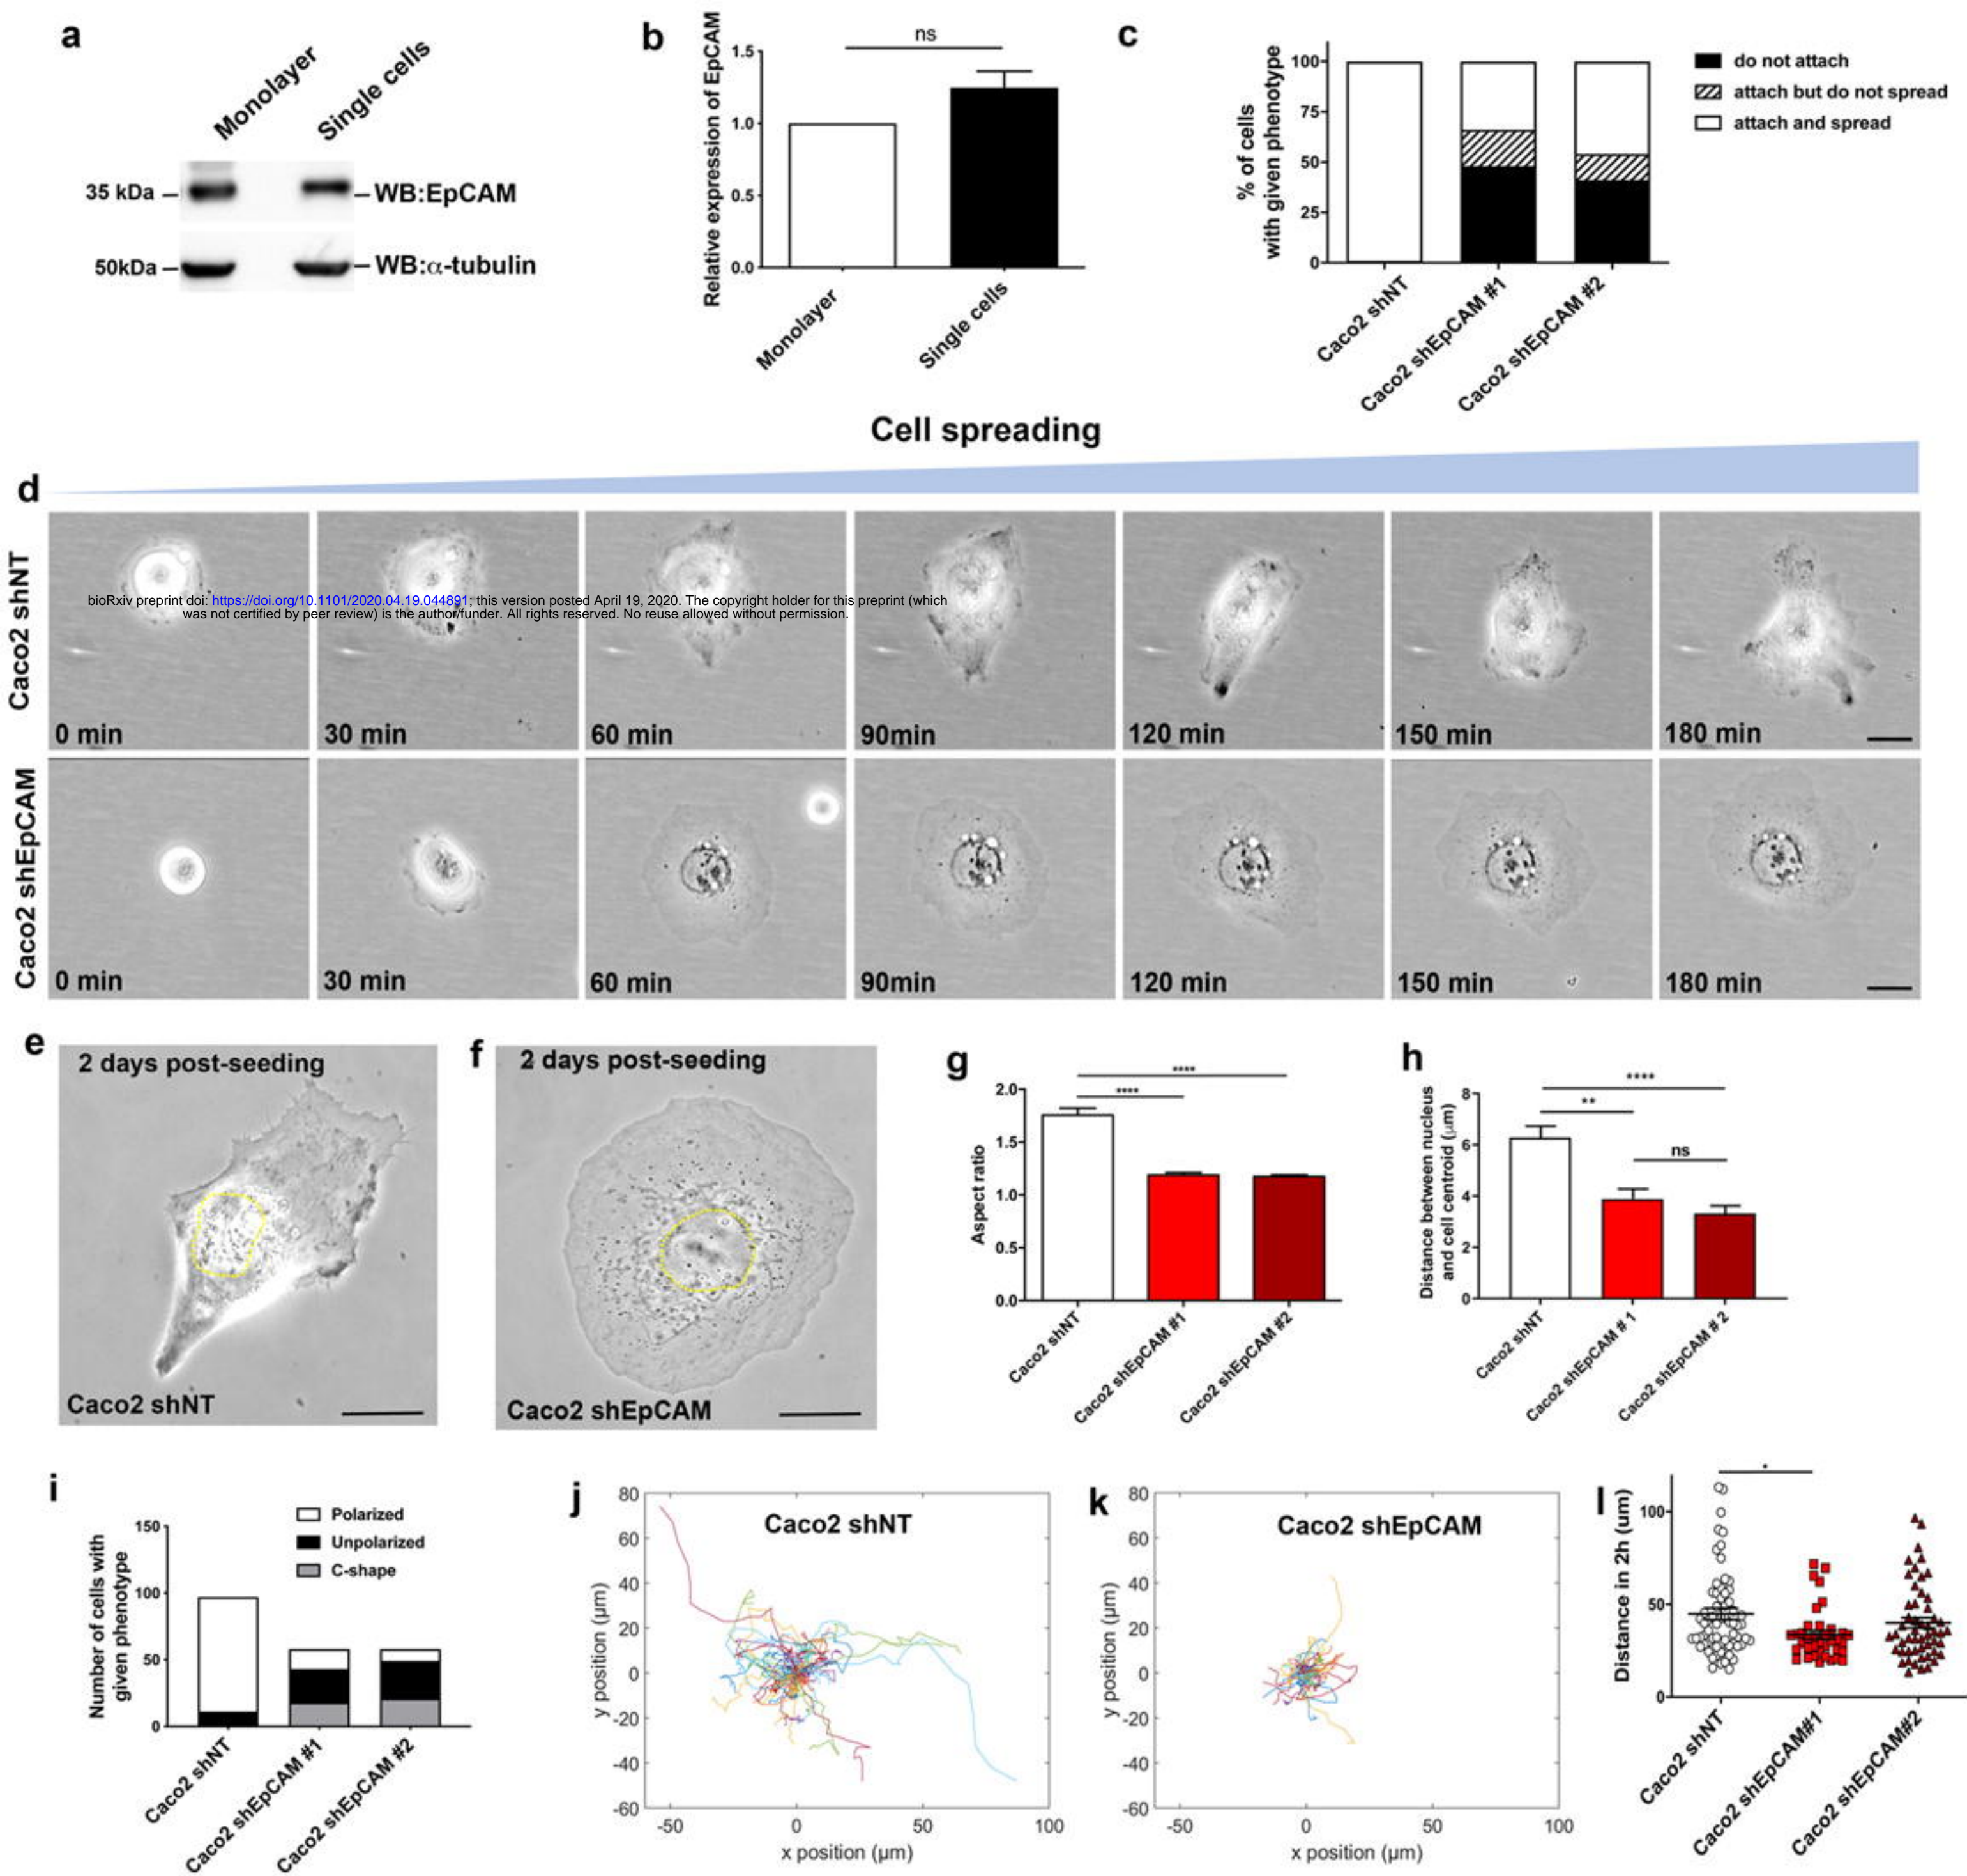 a
Monolayer
Single cells
35 kDa
WB:EpCAM
50kDa
WB:α-tubulin
b
Relative expression of EpCAM
ns
1.5
1.0
0.5
0.0
Monolayer
Single cells
c
% of cells
with given phenotype
100
75
50
25
0
Caco2 shNT
Caco2 shEpCAM #1
Caco2 shEpCAM #2
do not attach
attach but do not spread
attach and spread
Cell spreading
d
Caco2 shNT
bioRxiv preprint doi: https://doi.org/10.1101/2020.04.19.044891; this version posted April 19, 2020. The copyright holder for this preprint (which
was not certified by peer review) is the author/funder. All rights reserved. No reuse allowed without permission.
0 min
30 min
60 min
90min
120 min
150 min
180 min
Caco2 shEpCAM
0 min
30 min
60 min
90min
120 min
150 min
180 min
e
2 days post-seeding
Caco2 shNT
f
2 days post-seeding
Caco2 shEpCAM
g
Aspect ratio
****
****
2.0
1.5
1.0
0.5
0.0
Caco2 shNT
Caco2 shEpCAM #1
Caco2 shEpCAM #2
h
Distance between nucleus
and cell centroid (μm)
****
**
ns
8
6
4
2
0
Caco2 shNT
Caco2 shEpCAM # 1
Caco2 shEpCAM # 2
i
Number of cells with
given phenotype
Polarized
Unpolarized
C-shape
150
100
50
0
Caco2 shNT
Caco2 shEpCAM #1
Caco2 shEpCAM #2
j
Caco2 shNT
y position (μm)
80
60
40
20
0
-20
-40
-60
-50
0
50
100
x position (μm)
k
Caco2 shEpCAM
y position (μm)
80
60
40
20
0
-20
-40
-60
-50
0
50
100
x position (μm)
l
Distance in 2h (um)
*
100
50
0
Caco2 shNT
Caco2 shEpCAM#1
Caco2 shEpCAM#2